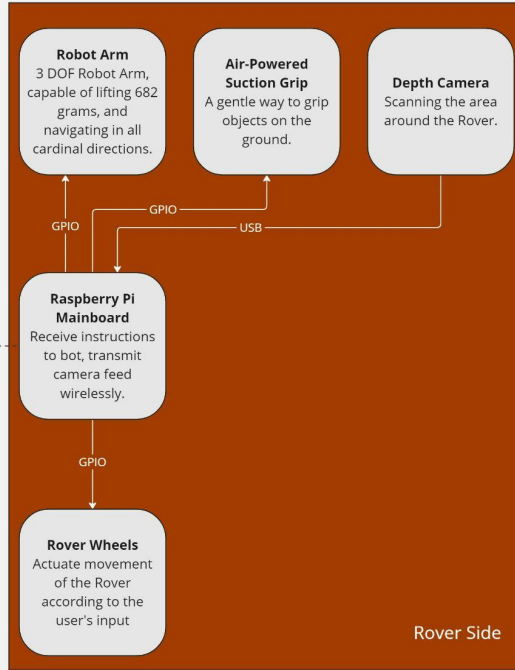 Robot Arm
3 DOF Robot Arm,
capable of lifting 682
grams, and
navigating in all
cardinal directions.
Air-Powered
Suction Grip
A gentle way to grip
objects on the
ground.
Depth Camera
Scanning the area
around the Rover.
GPIO
GPIO
USB
Raspberry Pi
Mainboard
Receive instructions
to bot, transmit
camera feed
wirelessly.
GPIO
Rover Wheels
Actuate movement
of the Rover
according to the
user's input
Rover Side